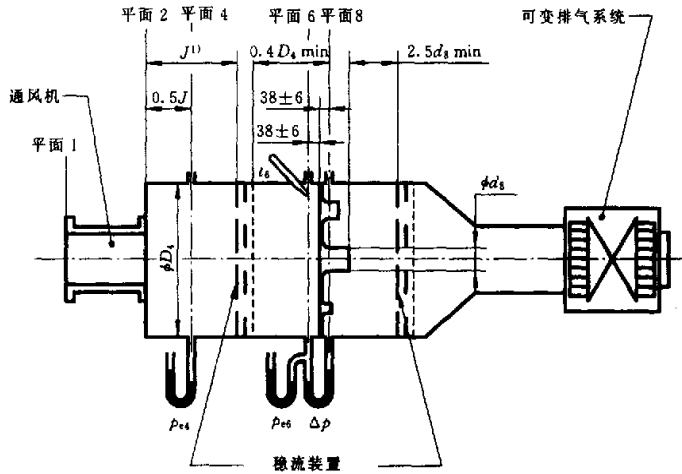 平面 2 平面 4 平面 6 平面8 可变排气系统
J¹⁾ 0.4 D₄ min 2.5d₈ min
通风机 0.5J 38±6
平面 1 38±6
t₆ ϕd₈
ϕD₄
pₑ₄ pₑ₆ Δp
稳流装置